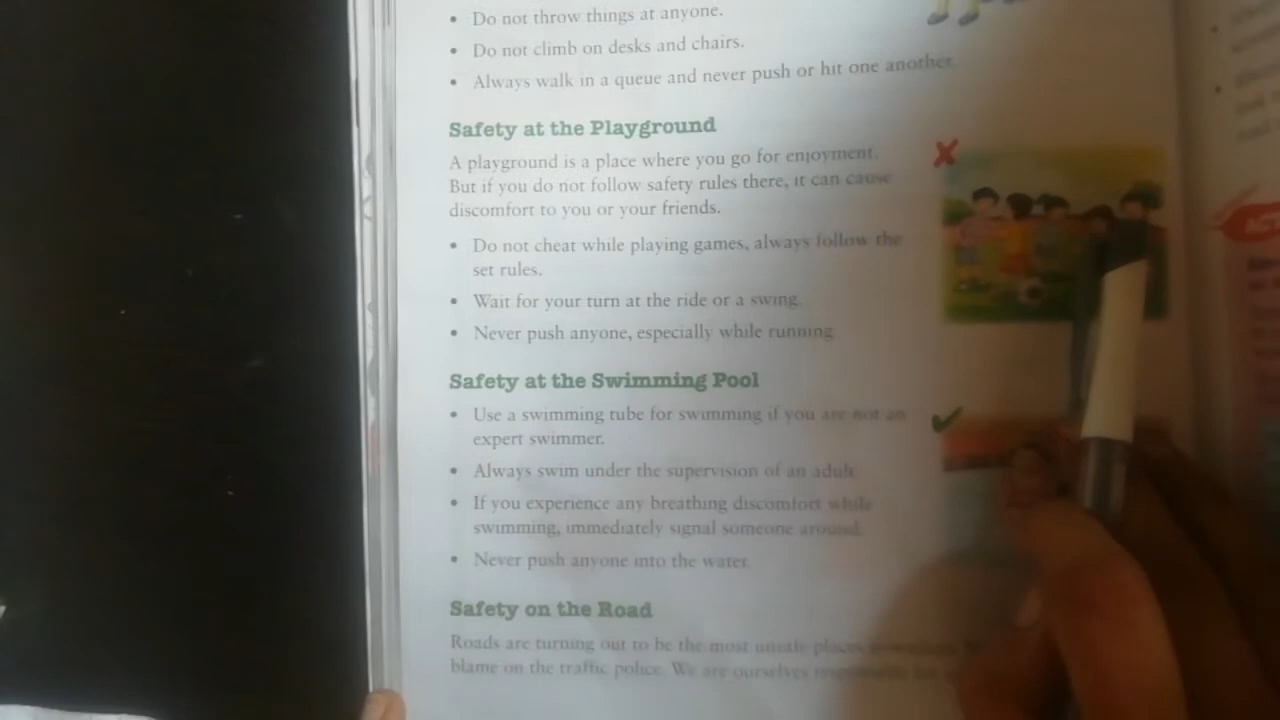 • Do not throw things at anyone.
• Do not climb on desks and chairs.
• Always walk in a queue and never push or hit one another.
Safety at the Playground
A playground is a place where you go for enjoyment.
But if you do not follow safety rules there, it can cause
discomfort to you or your friends.
• Do not cheat while playing games, always follow the
set rules.
• Wait for your turn at the ride or a swing.
• Never push anyone, especially while running.
Safety at the Swimming Pool
• Use a swimming tube for swimming if you are not an
expert swimmer.
• Always swim under the supervision of an adult.
• If you experience any breathing discomfort while
swimming, immediately signal someone around.
• Never push anyone into the water.
Safety on the Road
Roads are turning out to be the most unsafe places
blame on the traffic police. We are ourselves responsible